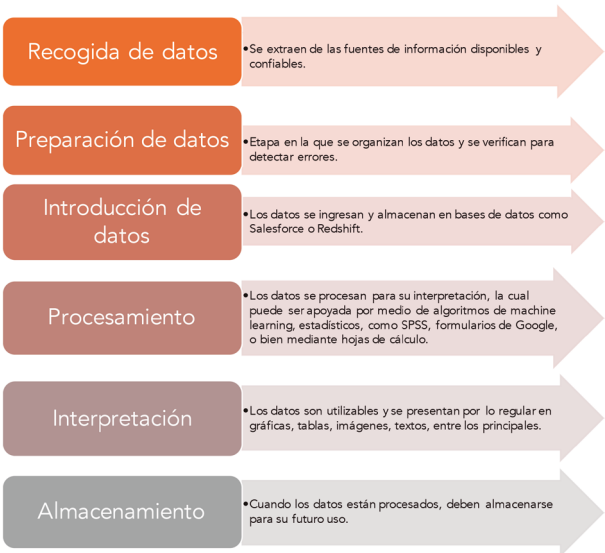 Recogida de datos
•Se extraen de las fuentes de información disponibles y
confiables.
Preparación de datos
•Etapa en la que se organizan los datos y se verifican para
detectar errores.
Introducción de
datos
•Los datos se ingresan y almacenan en bases de datos como
Salesforce o Redshift.
Procesamiento
•Los datos se procesan para su interpretación, la cual
puede ser apoyada por medio de algoritmos de machine
learning, estadísticos, como SPSS, formularios de Google,
o bien mediante hojas de cálculo.
Interpretación
•Los datos son utilizables y se presentan por lo regular en
gráficas, tablas, imágenes, textos, entre los principales.
Almacenamiento
•Cuando los datos están procesados, deben almacenarse
para su futuro uso.